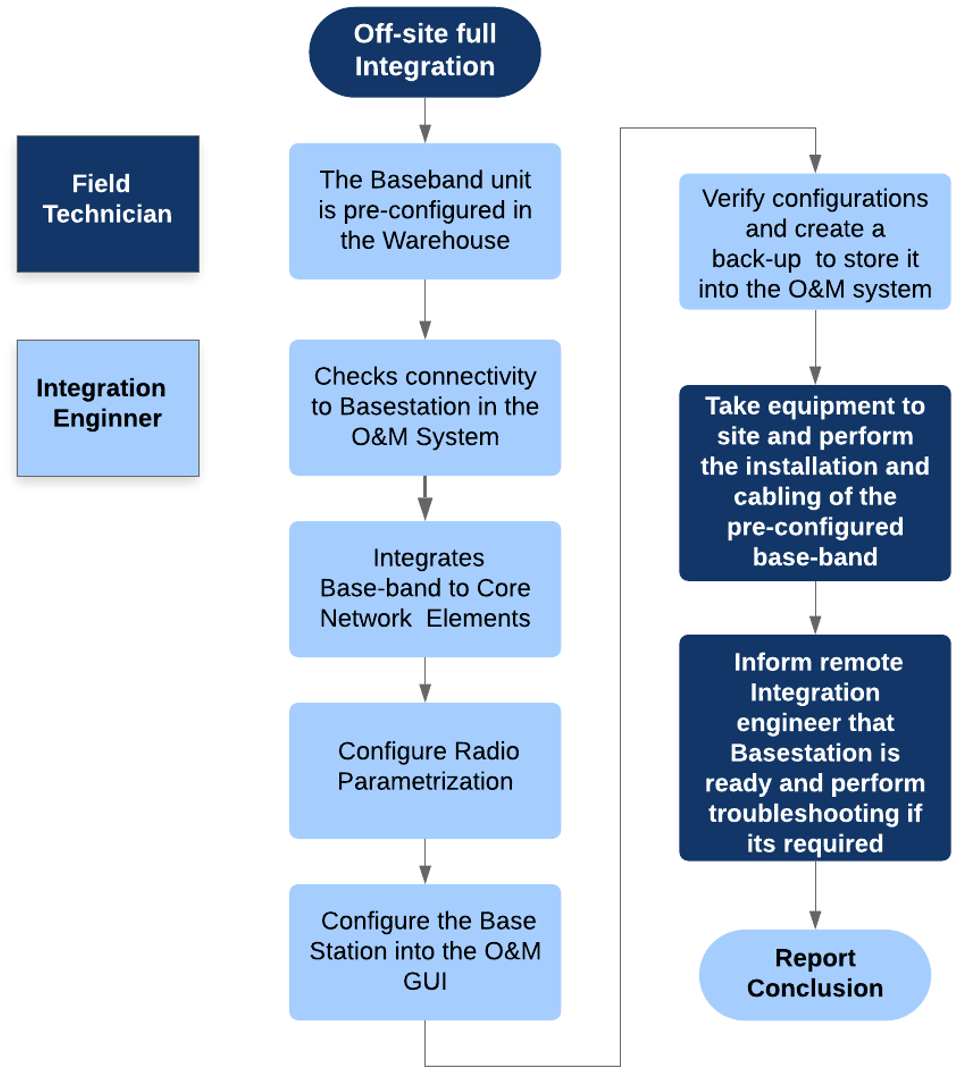 Off-site full
Integration
Field
Technician
Integration
Enginner
The Baseband unit
is pre-configured in
the Warehouse
Checks connectivity
to Basestation in the
O&M System
Integrates
Base-band to Core
Network  Elements
Configure Radio
Parametrization
Configure the Base
Station into the O&M
GUI
Verify configurations
and create a
back-up  to store it
into the O&M system
Take equipment to
site and perform
the installation and
cabling of the
pre-configured
base-band
Inform remote
Integration
engineer that
Basestation is
ready and perform
troubleshooting if
its required
Report
Conclusion